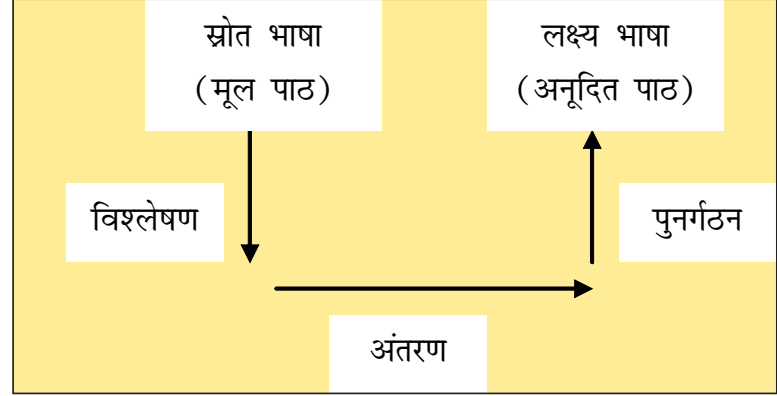 स्रोत भाषा
(मूल पाठ)
लक्ष्य भाषा
(अनूदित पाठ)
विश्लेषण
पुनर्गठन
अंतरण